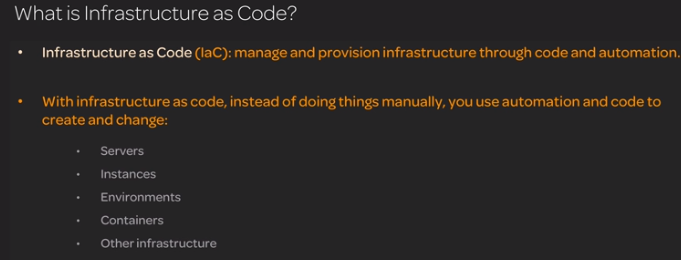 What is Infrastructure as Code?
• Infrastructure as Code (IaC): manage and provision infrastructure through code and automation.
• With infrastructure as code, instead of doing things manually, you use automation and code to
create and change:
• Servers
• Instances
• Environments
• Containers
• Other infrastructure